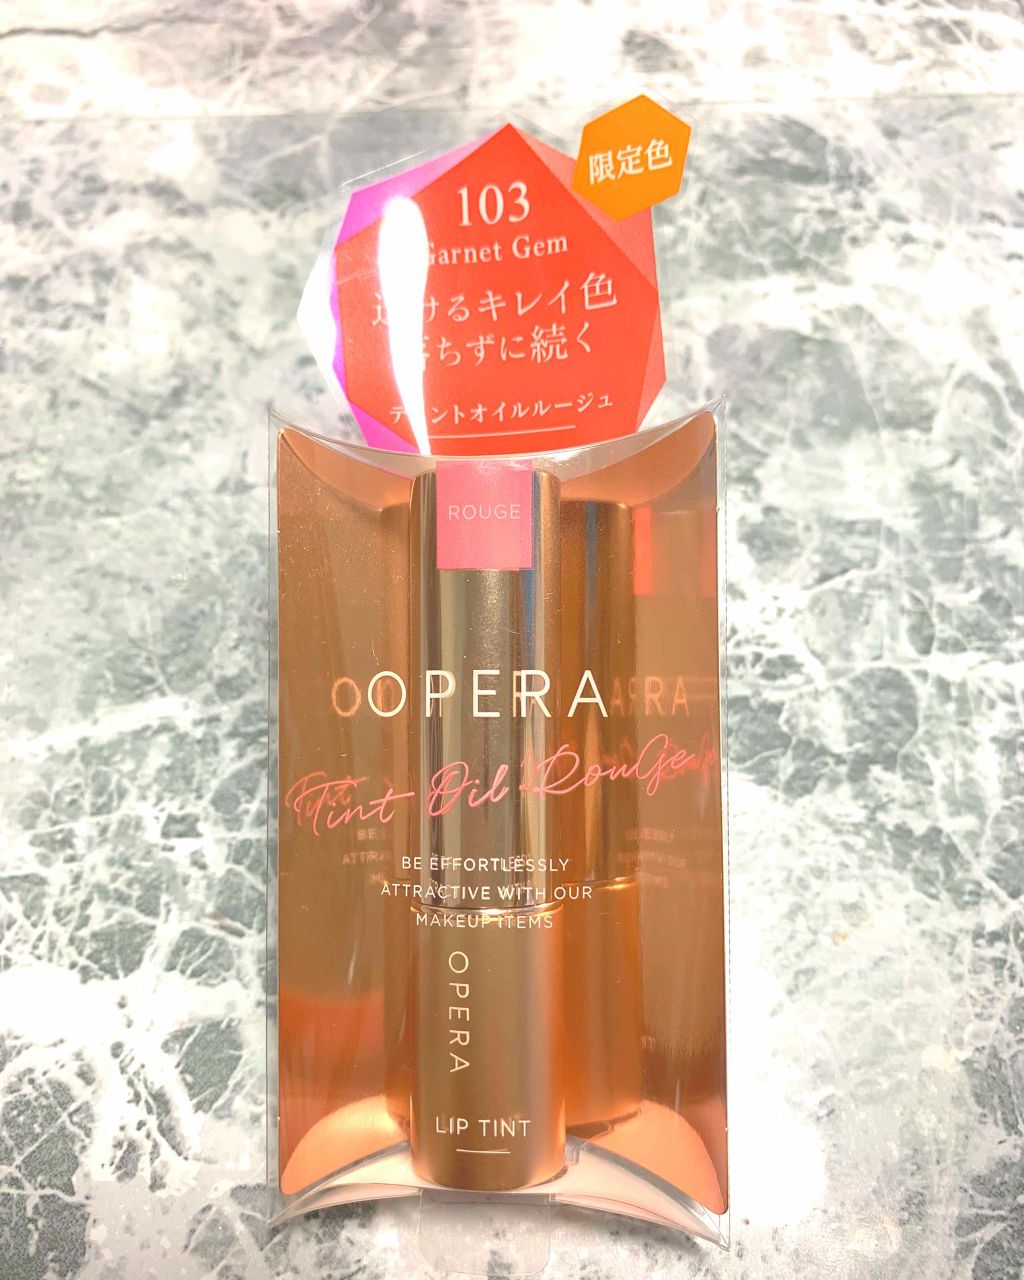 限定色
103
Garnet Gem
透けるキレイ色
落ちずに続く
ティントオイルルージュ
ROUGE
OPERA
Tint Oil Rouge
BE EFFORTLESSLY
ATTRACTIVE WITH OUR
MAKEUP ITEMS
OPERA
LIP TINT